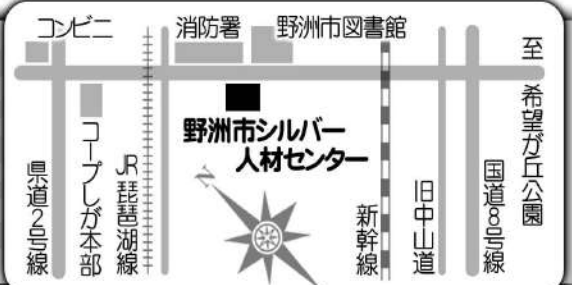 コンビニ
消防署
野洲市図書館
至 希望が丘公園
野洲市シルバー
人材センター
県道2号線
コープしが本部
JR琵琶湖線
新幹線
旧中山道
国道8号線
N